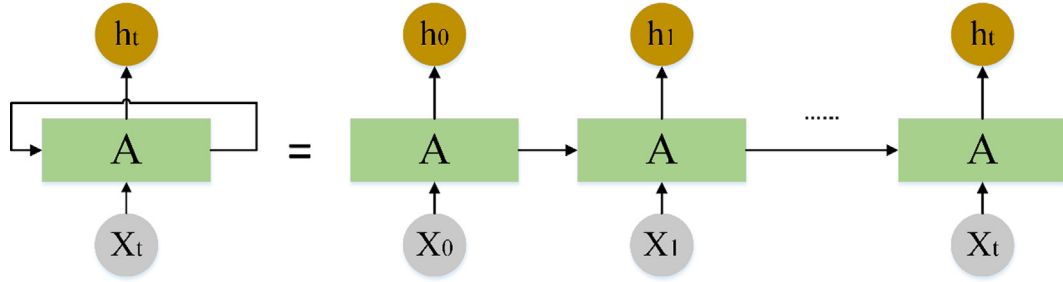 ht h0 h1 ht
......
A = A A A
Xt X0 X1 Xt